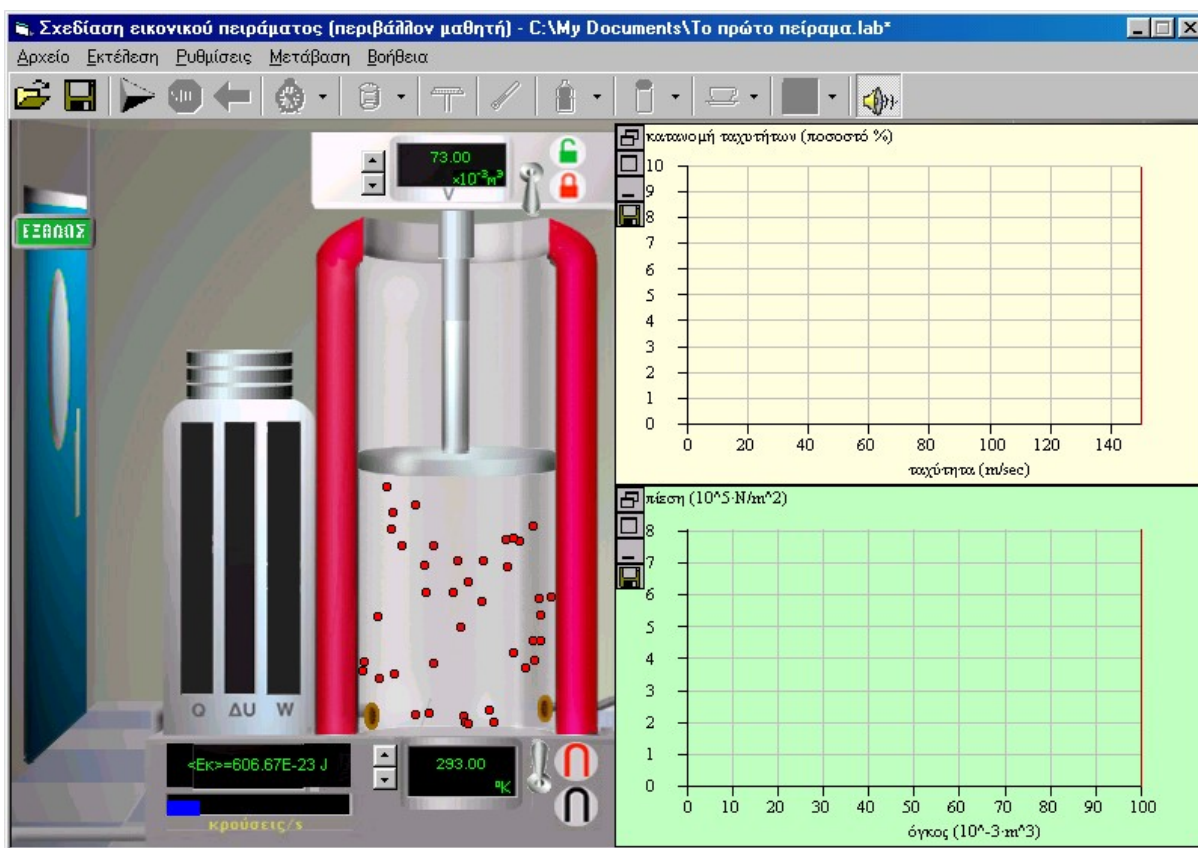 Σχεδίαση εικονικού πειράματος (περιβάλλον μαθητή) - C:\My Documents\Το πρώτο πείραμα.lab*
Αρχείο Εκτέλεση Ρυθμίσεις Μετάβαση Βοήθεια
73.00
×10⁻³m³
V
ΕΞΟΔΟΣ
Q ΔU W
<Εκ>=606.67E-23 J
κρούσεις/s
293.00
°K
κατανομή ταχυτήτων (ποσοστό %)
10
9
8
7
6
5
4
3
2
1
0
0 20 40 60 80 100 120 140
ταχύτητα (m/sec)
πίεση (10^5·N/m^2)
8
7
6
5
4
3
2
1
0
0 10 20 30 40 50 60 70 80 90 100
όγκος (10^-3·m^3)